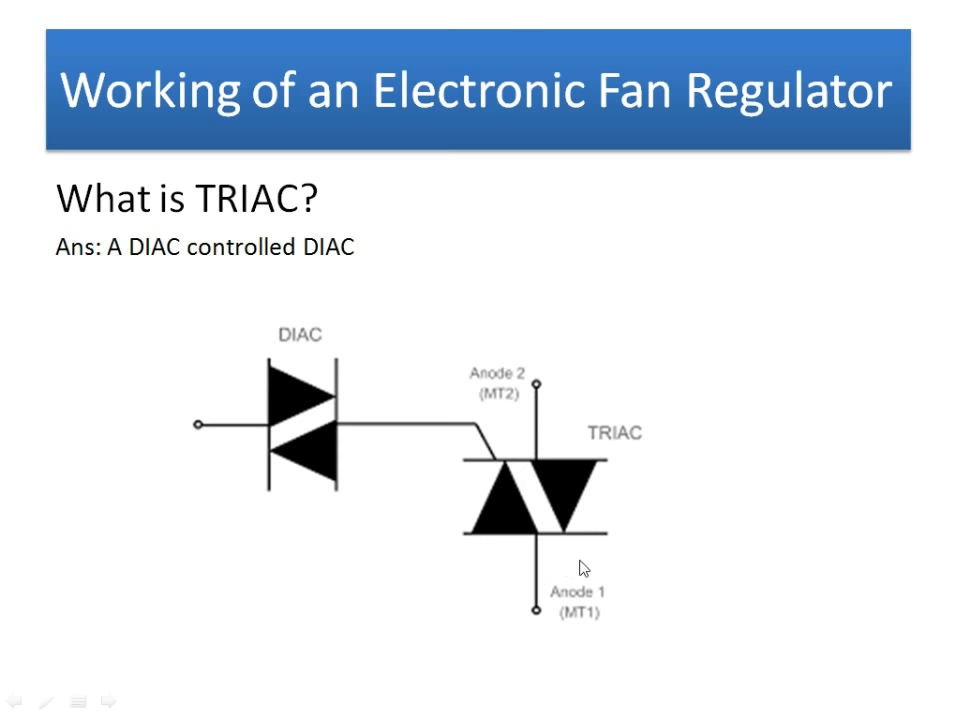 Working of an Electronic Fan Regulator
What is TRIAC?
Ans: A DIAC controlled DIAC
DIAC
Anode 2
(MT2)
TRIAC
Anode 1
(MT1)